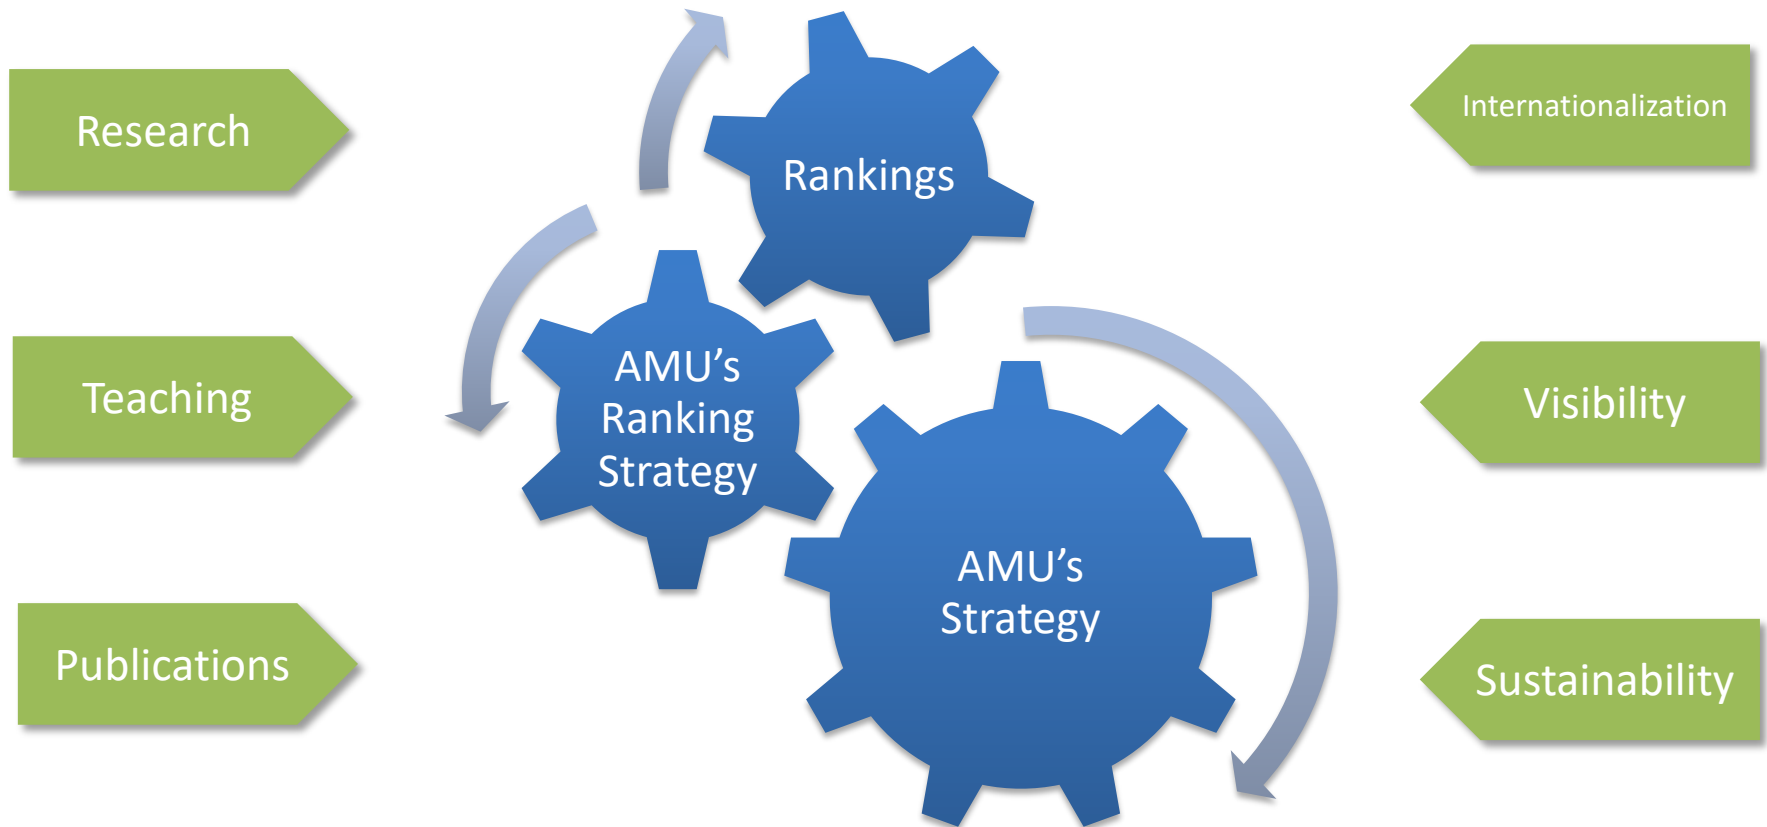 Research
Teaching
Publications
Rankings
AMU’s
Ranking
Strategy
AMU’s
Strategy
Internationalization
Visibility
Sustainability